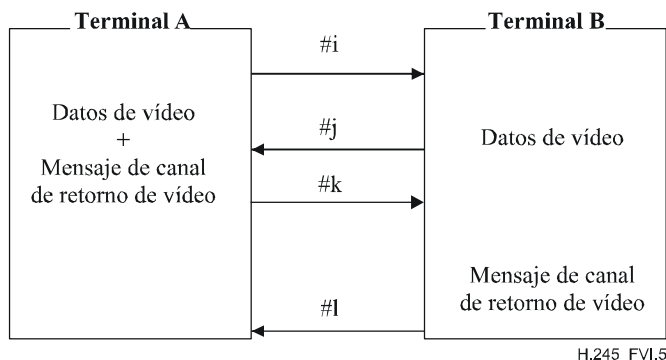 Terminal A
Terminal B
#i
Datos de vídeo
+
Mensaje de canal
de retorno de vídeo
#j
Datos de vídeo
#k
Mensaje de canal
de retorno de vídeo
#l
H.245_FVI.5